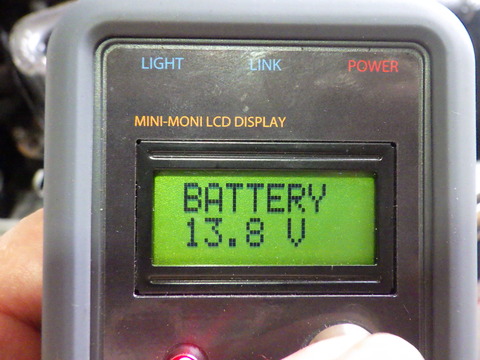 LIGHT LINK POWER
MINI-MONI LCD DISPLAY
BATTERY
13.8 V